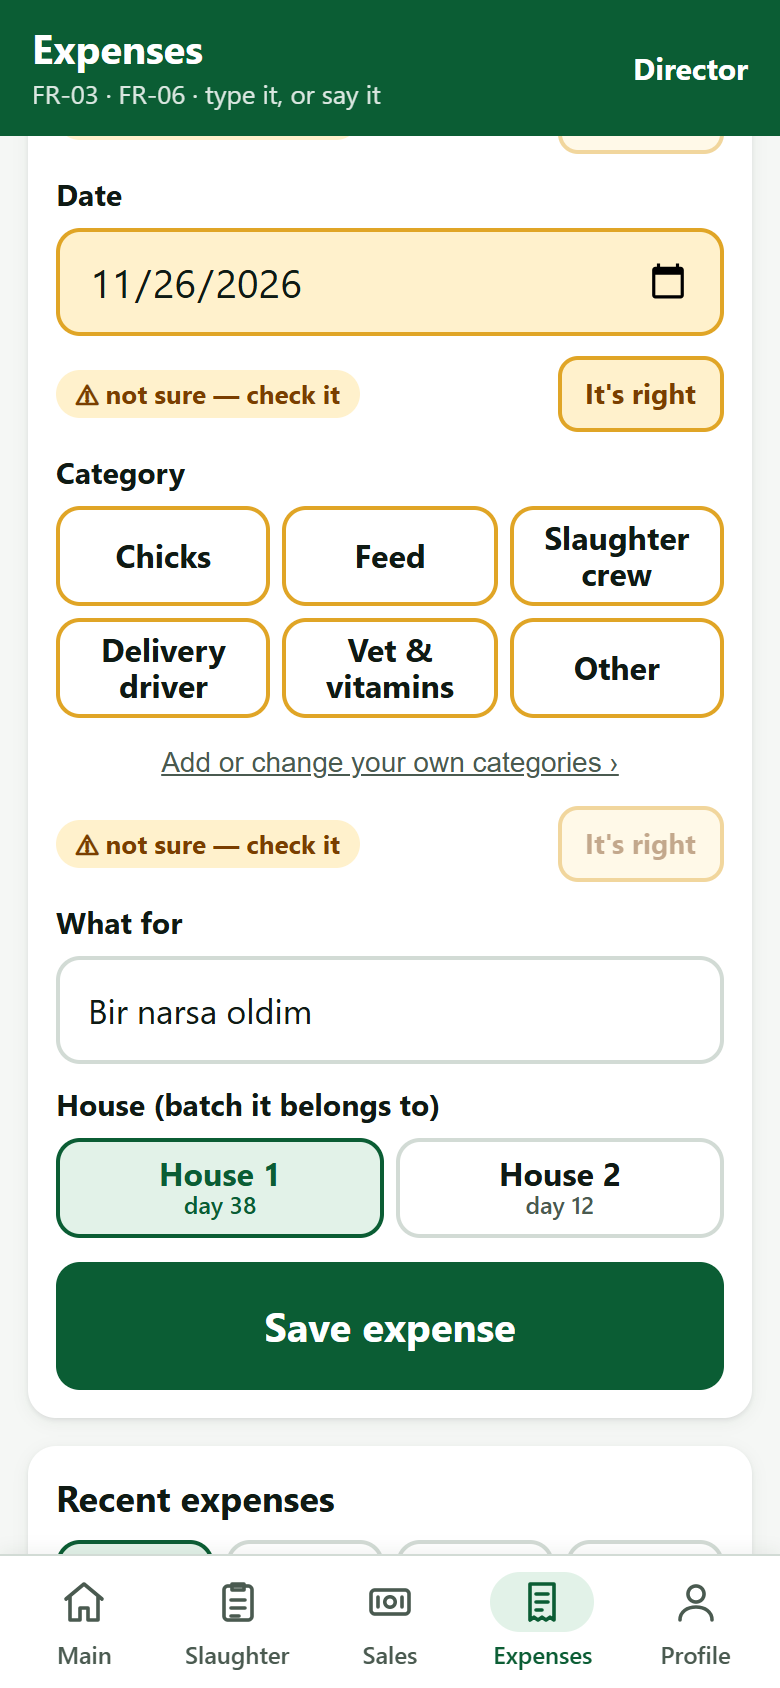 Expenses
FR-03 · FR-06 · type it, or say it
Director
Date
11/26/2026
⚠ not sure — check it
It's right
Category
Chicks
Feed
Slaughter
crew
Delivery
driver
Vet &
vitamins
Other
Add or change your own categories ›
⚠ not sure — check it
It's right
What for
Bir narsa oldim
House (batch it belongs to)
House 1
day 38
House 2
day 12
Save expense
Recent expenses
Main
Slaughter
Sales
Expenses
Profile